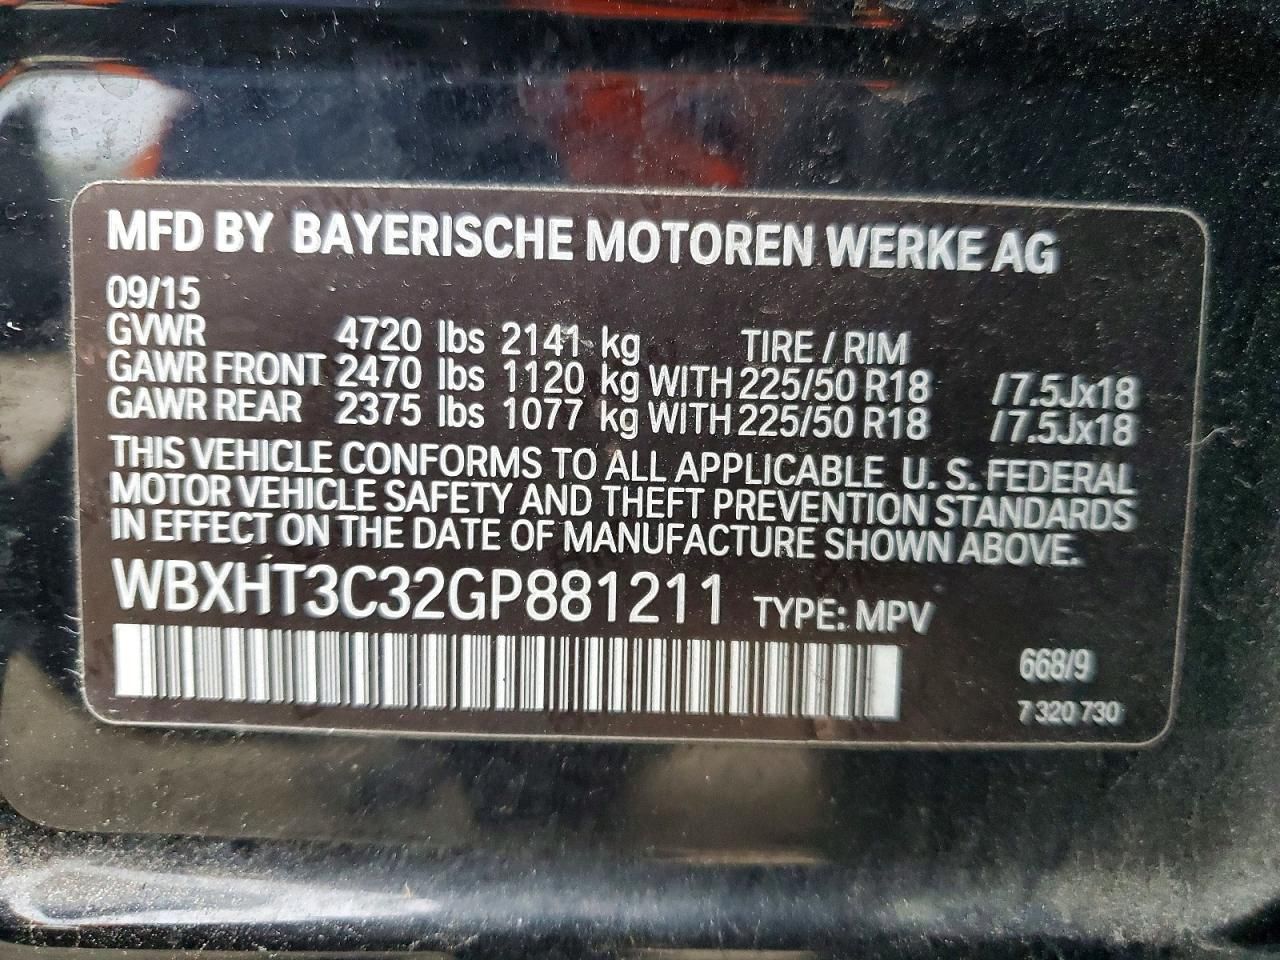 MFD BY BAYERISCHE MOTOREN WERKE AG
09/15
GVWR 4720 lbs 2141 kg TIRE / RIM
GAWR FRONT 2470 lbs 1120 kg WITH 225/50 R18 /7.5Jx18
GAWR REAR 2375 lbs 1077 kg WITH 225/50 R18 /7.5Jx18
THIS VEHICLE CONFORMS TO ALL APPLICABLE U. S. FEDERAL
MOTOR VEHICLE SAFETY AND THEFT PREVENTION STANDARDS
IN EFFECT ON THE DATE OF MANUFACTURE SHOWN ABOVE.
WBXHT3C32GP881211 TYPE: MPV
668/9
7 320 730